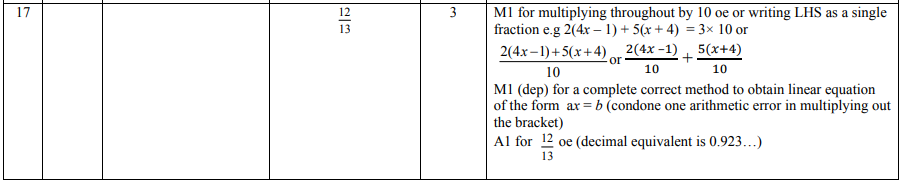 17 12/13 3 M1 for multiplying throughout by 10 oe or writing LHS as a single
fraction e.g 2(4x – 1) + 5(x + 4) = 3× 10 or
(2(4x–1)+5(x+4))/10 or (2(4x –1))/10 + (5(x+4))/10
M1 (dep) for a complete correct method to obtain linear equation
of the form ax = b (condone one arithmetic error in multiplying out
the bracket)
A1 for 12/13 oe (decimal equivalent is 0.923…)